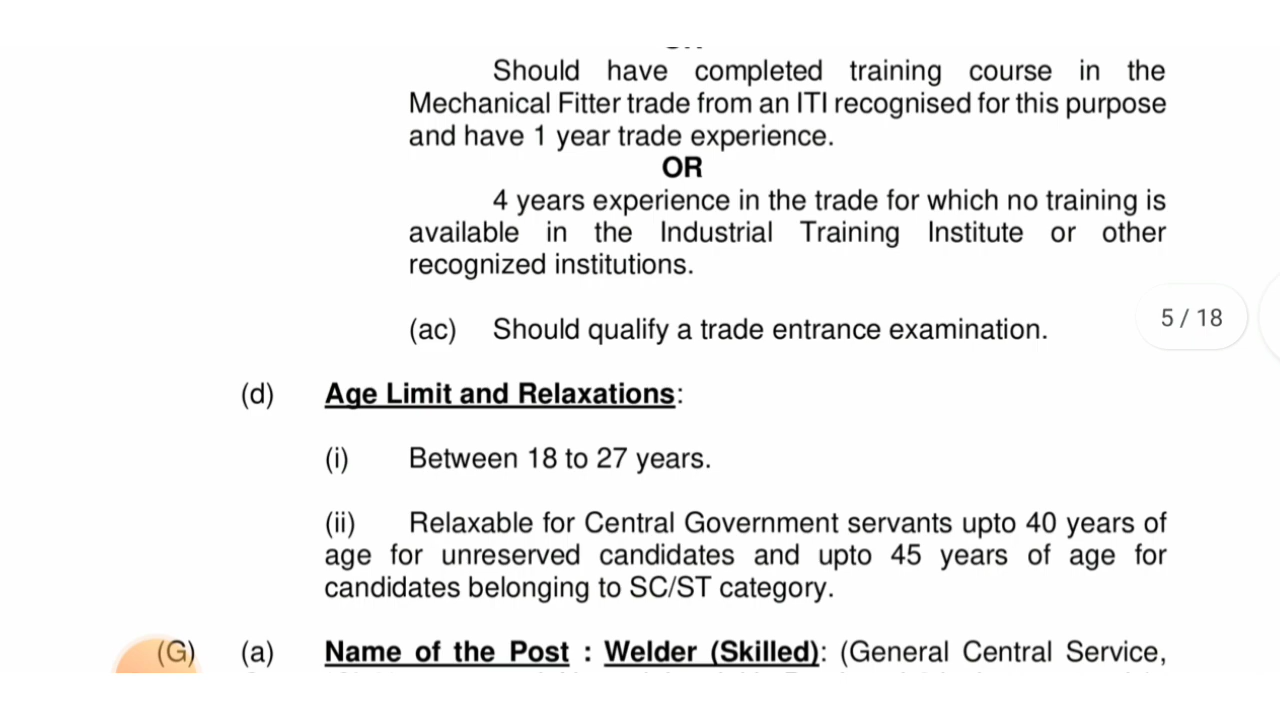 Should have completed training course in the
Mechanical Fitter trade from an ITI recognised for this purpose
and have 1 year trade experience.
OR
4 years experience in the trade for which no training is
available in the Industrial Training Institute or other
recognized institutions.
(ac) Should qualify a trade entrance examination.
5 / 18
(d) Age Limit and Relaxations:
(i) Between 18 to 27 years.
(ii) Relaxable for Central Government servants upto 40 years of
age for unreserved candidates and upto 45 years of age for
candidates belonging to SC/ST category.
(G) (a) Name of the Post : Welder (Skilled): (General Central Service,